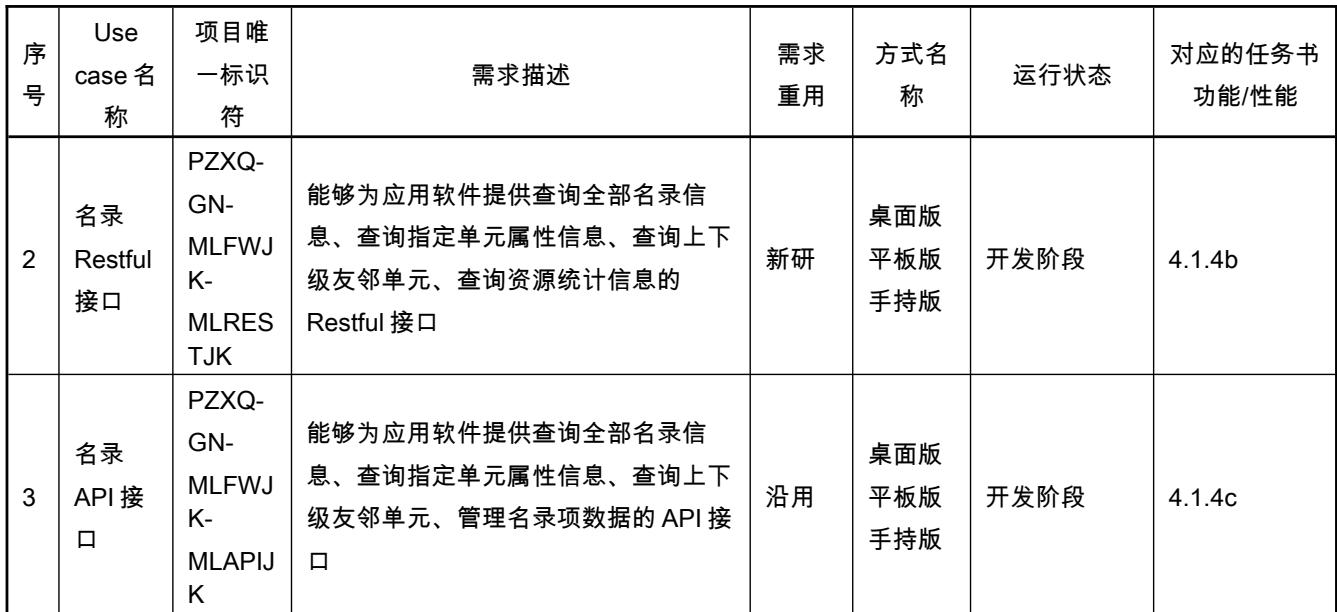 序
号
Use
case 名
称
项目唯
一标识
符
需求描述
需求
重用
方式名
称
运行状态
对应的任务书
功能/性能
2
名录
Restful
接口
PZXQ-
GN-
MLFWJ
K-
MLRES
TJK
能够为应用软件提供查询全部名录信
息、查询指定单元属性信息、查询上下
级友邻单元、查询资源统计信息的
Restful 接口
新研
桌面版
平板版
手持版
开发阶段
4.1.4b
3
名录
API 接
口
PZXQ-
GN-
MLFWJ
K-
MLAPIJ
K
能够为应用软件提供查询全部名录信
息、查询指定单元属性信息、查询上下
级友邻单元、管理名录项数据的 API 接
口
沿用
桌面版
平板版
手持版
开发阶段
4.1.4c